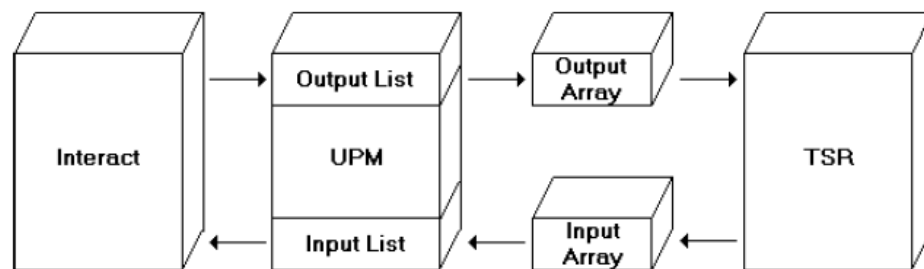 Output List
Output
Array
Interact
UPM
TSR
Input List
Input
Array